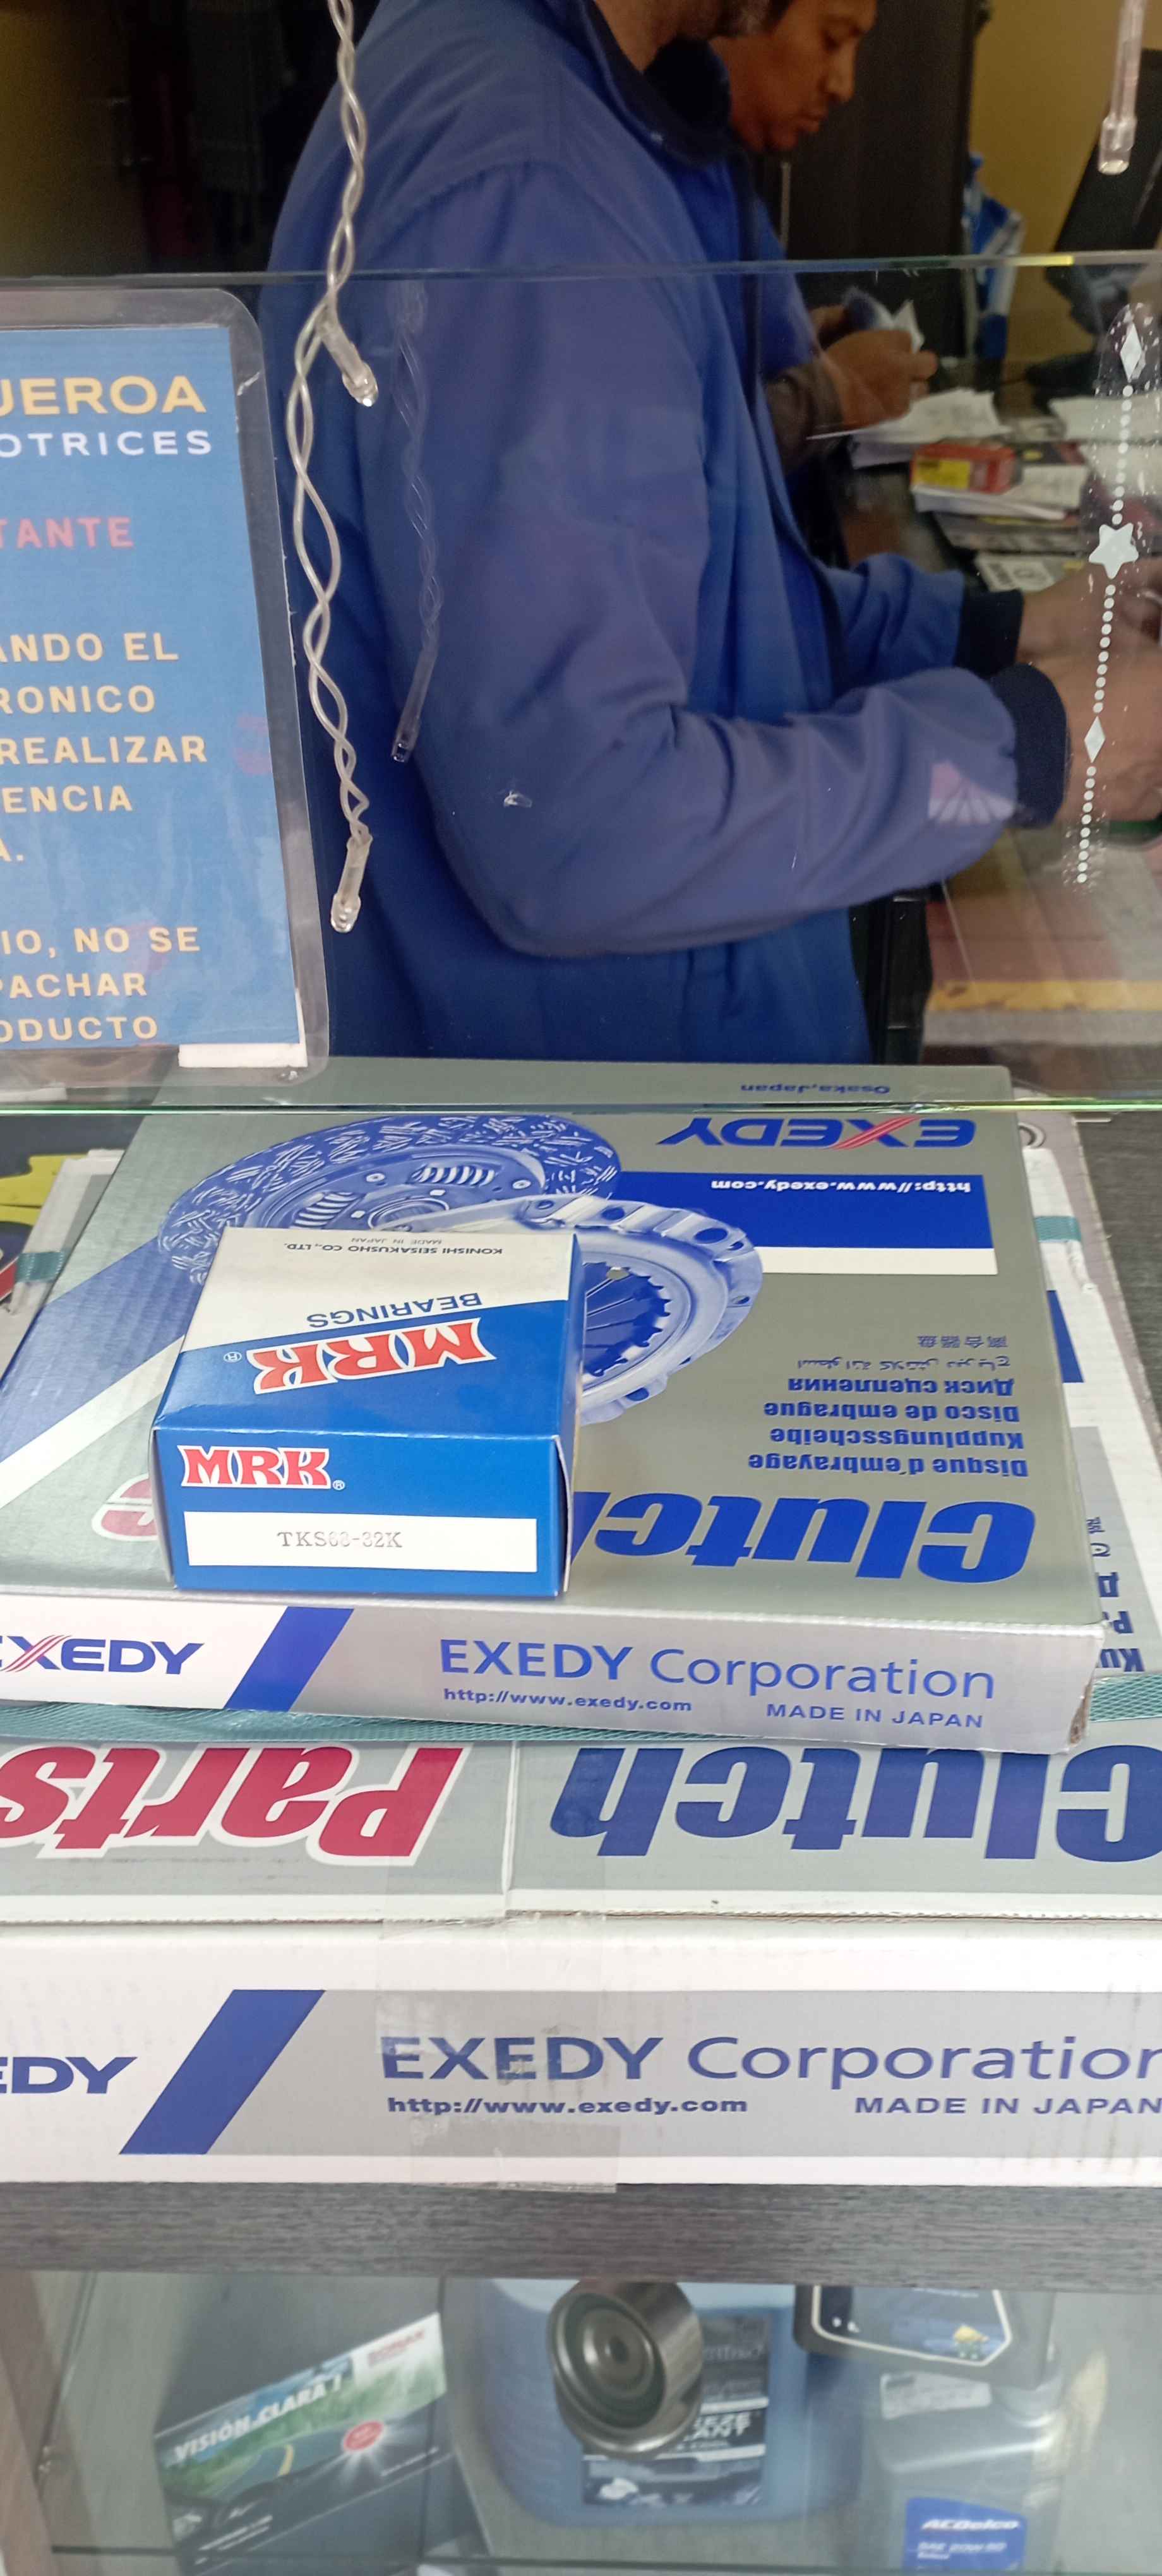 UEROA
OTRICES
TANTE
ANDO EL
RONICO
REALIZAR
ENCIA
A.
IO, NO SE
PACHAR
ODUCTO
Osaka,Japan
EXEDY
http://www.exedy.com
KONISHI SEISAKUSHO CO., LTD.
MADE IN JAPAN
BEARINGS
MRK®
MRK®
TKS68-32K
Диск сцепления
Disco de embrague
Kupplungsscheibe
Disque d'embrayage
Clutch
EXEDY
EXEDY Corporation
http://www.exedy.com
MADE IN JAPAN
Parts
Clutch
EDY
EXEDY Corporation
http://www.exedy.com
MADE IN JAPAN
VISIÓN CLARA
ACDelco